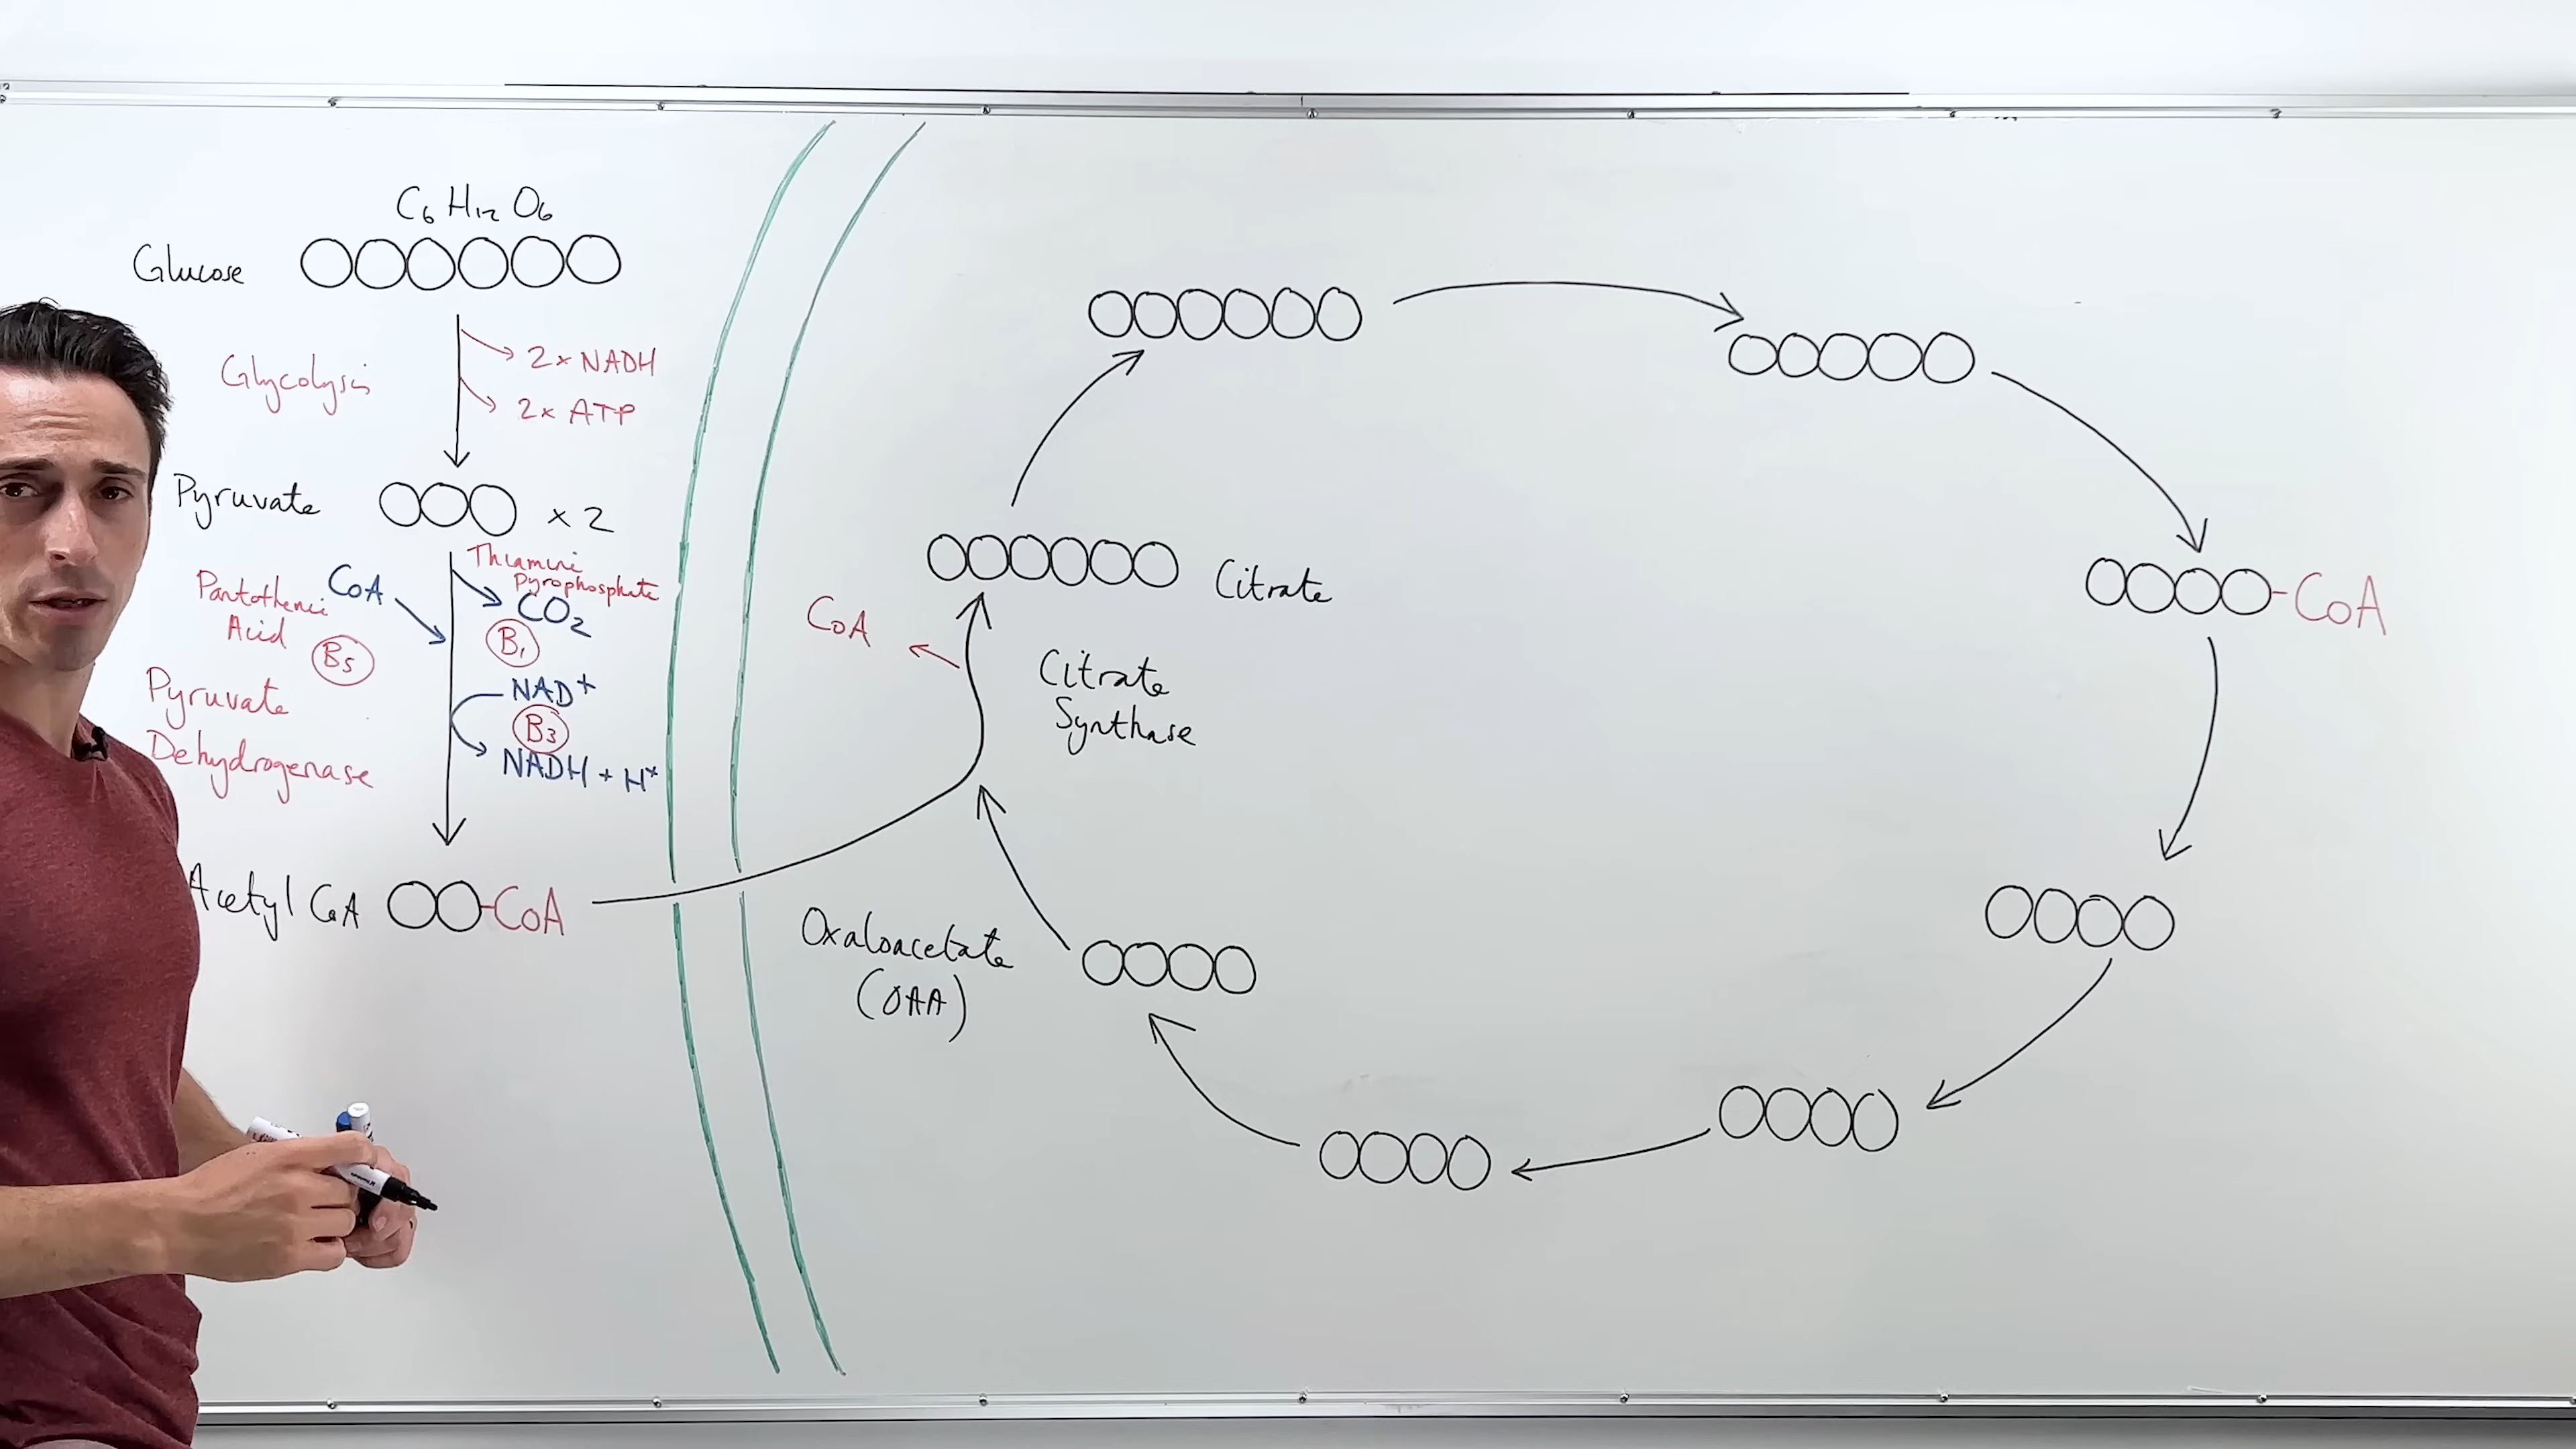 C6 H12 O6
Glucose
Glycolysis
2 x NADH
2 x ATP
Pyruvate
x 2
Thiamine
Pyrophosphate
CoA
Pantothenic
Acid
B5
CO2
B1
Pyruvate
Dehydrogenase
NAD+
B3
NADH + H+
Acetyl CoA
-CoA
CoA
Citrate
Citrate
Synthase
Oxaloacetate
(OAA)
-CoA